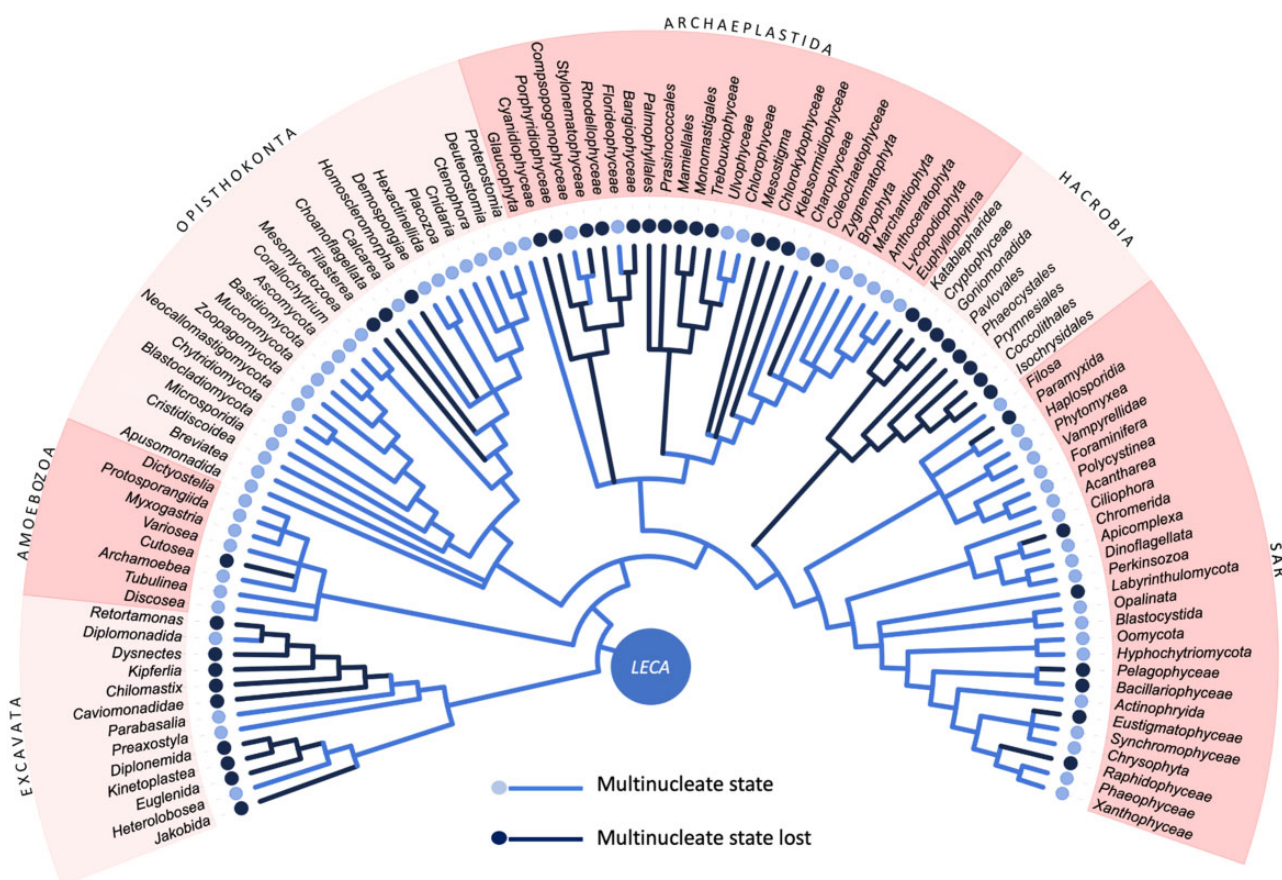 ARCHAEPLASTIDA
OPISTHOKONTA
HACROBIA
AMOEBOZOA
EXCAVATA
SAR
Jakobida
Heterolobosea
Euglenida
Kinetoplastea
Diplonemida
Preaxostyla
Parabasalia
Caviomonadidae
Chilomastix
Kipferlia
Dysnectes
Diplomonadida
Retortamonas
Discosea
Tubulinea
Archamoebea
Cutosea
Variosea
Myxogastria
Protosporangiida
Dictyostelia
Apusomonadida
Breviatea
Cristidiscoidea
Microsporidia
Blastocladiomycota
Chytridiomycota
Neocallomastigomycota
Zoopagomycota
Mucoromycota
Basidiomycota
Ascomycota
Corallochytrium
Mesomycetozoea
Filasterea
Choanoflagellata
Calcarea
Homoscleromorpha
Demospongiae
Hexactinellida
Placozoa
Cnidaria
Ctenophora
Deuterostomia
Proterostomia
Glaucophyta
Cyanidiophyceae
Porphyridiophyceae
Compsopogonophyceae
Stylonematophyceae
Rhodellophyceae
Florideophyceae
Bangiophyceae
Palmophyllales
Prasinococcales
Mamiellales
Monomastigales
Trebouxiophyceae
Ulvophyceae
Chlorophyceae
Mesostigma
Chlorokybophyceae
Klebsormidiophyceae
Charophyceae
Coleochaetophyceae
Zygnematophyta
Bryophyta
Marchantiophyta
Anthoceratophyta
Lycopodiophyta
Euphyllophytina
Katablepharidea
Cryptophyceae
Goniomonadida
Pavlovales
Phaeocystales
Prymnesiales
Coccolithales
Isochrysidales
Filosa
Paramyxida
Haplosporidia
Phytomyxea
Vampyrellidae
Foraminifera
Polycystinea
Acantharea
Ciliophora
Chromerida
Apicomplexa
Dinoflagellata
Perkinsozoa
Labyrinthulomycota
Opalinata
Blastocystida
Oomycota
Hyphochytriomycota
Pelagophyceae
Bacillariophyceae
Actinophryida
Eustigmatophyceae
Synchromophyceae
Chrysophyta
Raphidophyceae
Phaeophyceae
Xanthophyceae
LECA
Multinucleate state
Multinucleate state lost